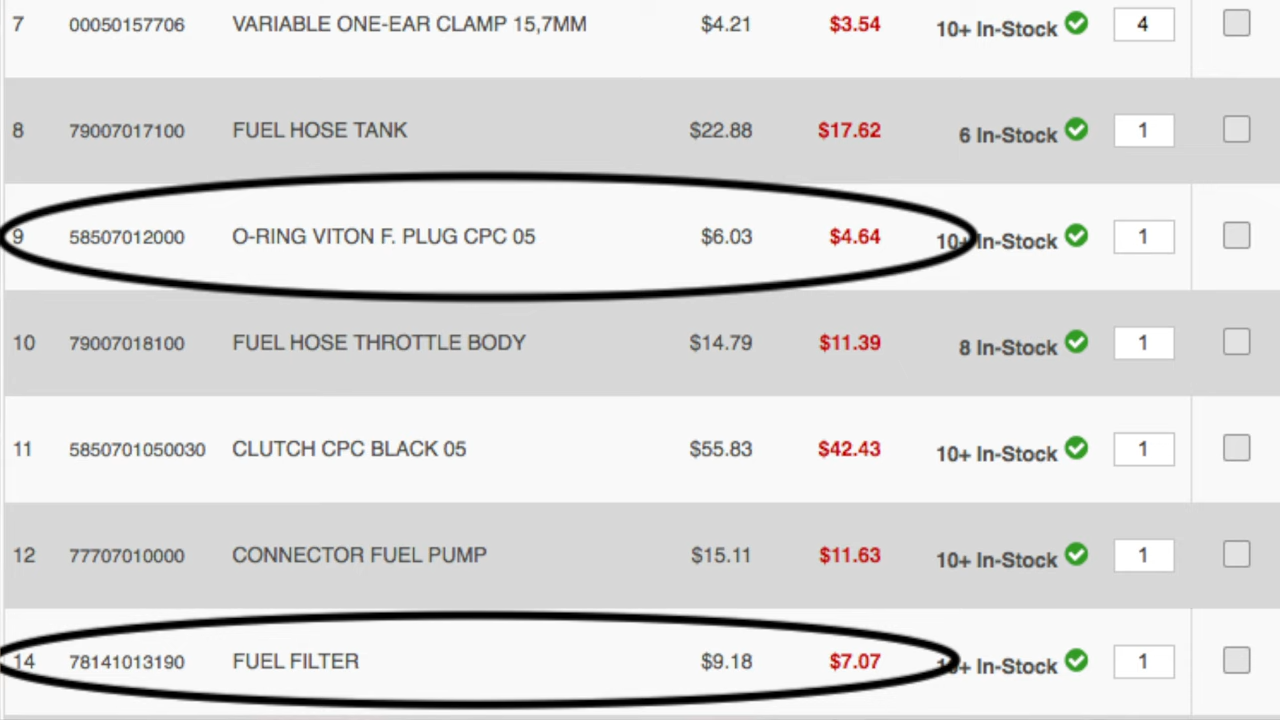 7 00050157706 VARIABLE ONE-EAR CLAMP 15,7MM $4.21 $3.54 10+ In-Stock 4
8 79007017100 FUEL HOSE TANK $22.88 $17.62 6 In-Stock 1
9 58507012000 O-RING VITON F. PLUG CPC 05 $6.03 $4.64 10+ In-Stock 1
10 79007018100 FUEL HOSE THROTTLE BODY $14.79 $11.39 8 In-Stock 1
11 5850701050030 CLUTCH CPC BLACK 05 $55.83 $42.43 10+ In-Stock 1
12 77707010000 CONNECTOR FUEL PUMP $15.11 $11.63 10+ In-Stock 1
14 78141013190 FUEL FILTER $9.18 $7.07 10+ In-Stock 1